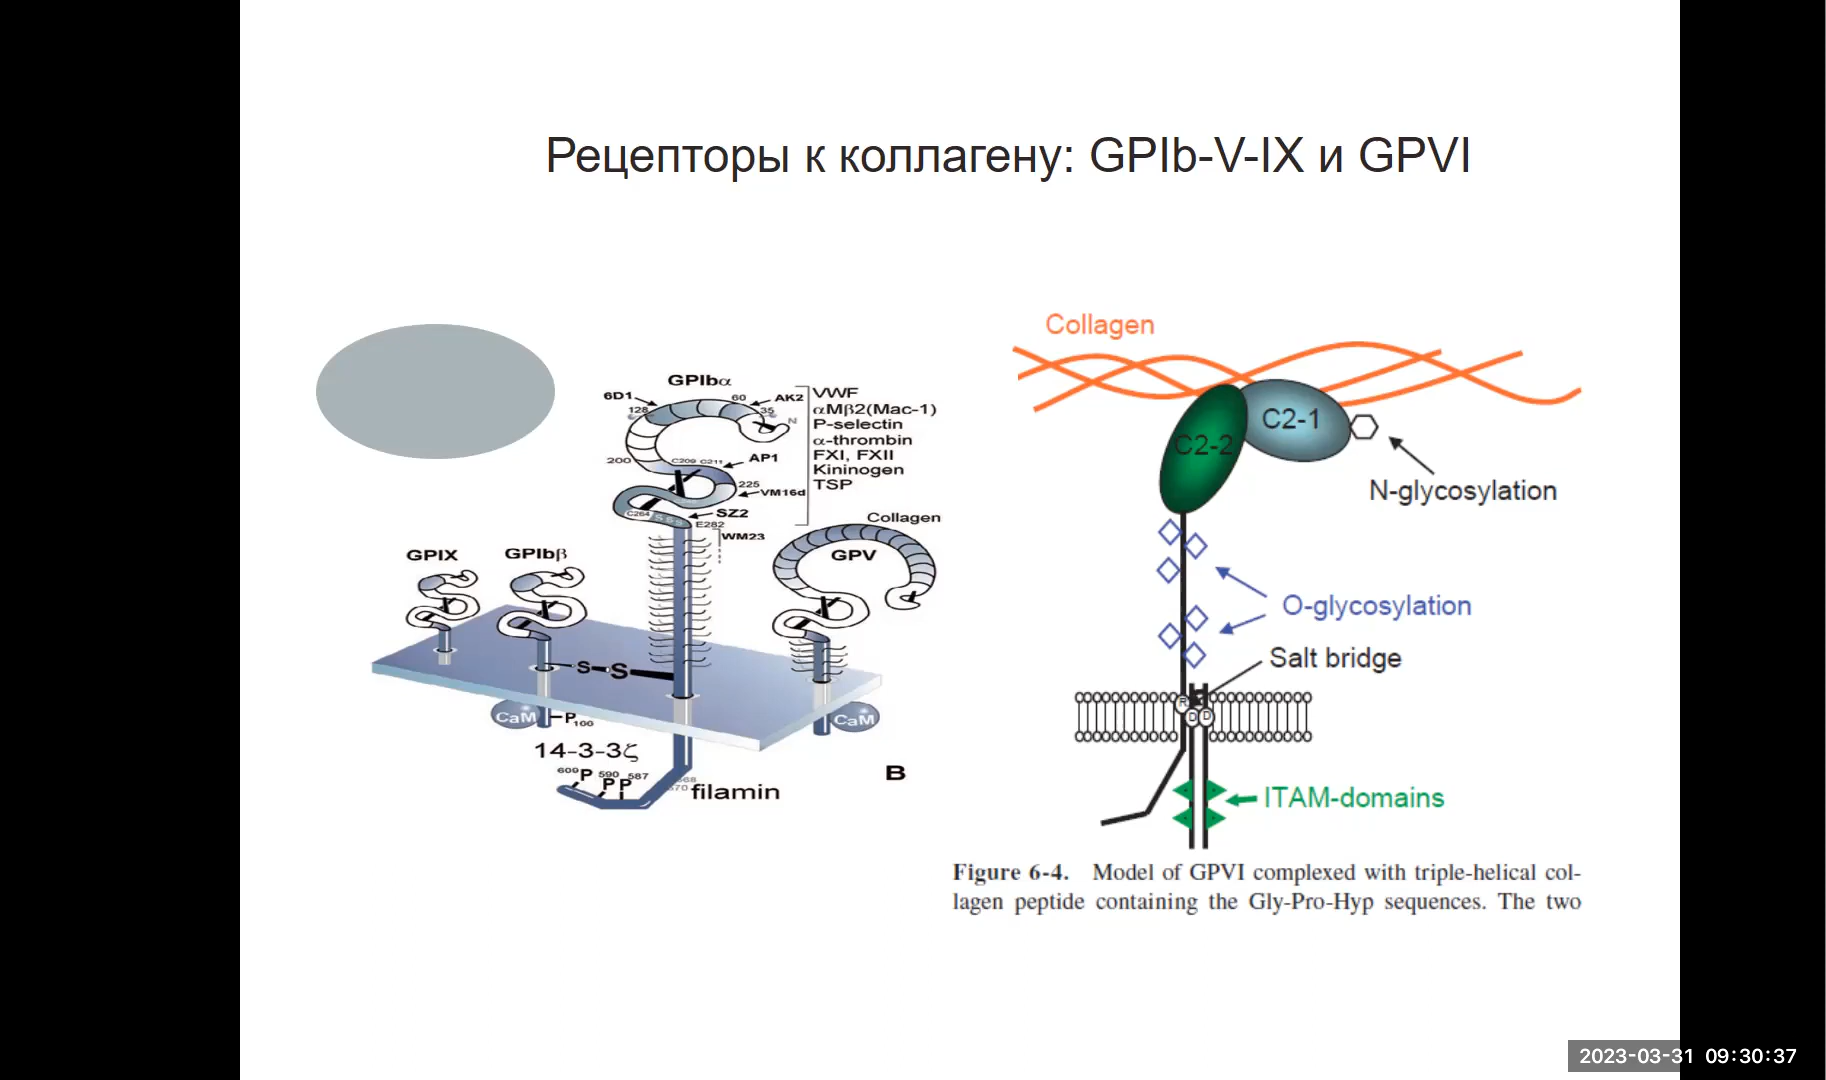 Рецепторы к коллагену: GPIb-V-IX и GPVI
Collagen
GPIbα
6D1
128
60
AK2
35
N
VWF
αMβ2(Mac-1)
P-selectin
α-thrombin
FXI, FXII
Kininogen
TSP
200
C209 C211
AP1
225
VM16d
C264
SZ2
E282
WM23
Collagen
GPV
GPIX
GPIbβ
S-S
CaM
P100
CaM
14-3-3ζ
609P 590 587
PP
filamin
B
C2-1
C2-2
N-glycosylation
O-glycosylation
Salt bridge
R
D D
ITAM-domains
Figure 6-4. Model of GPVI complexed with triple-helical col-
lagen peptide containing the Gly-Pro-Hyp sequences. The two
2023-03-31 09:30:37